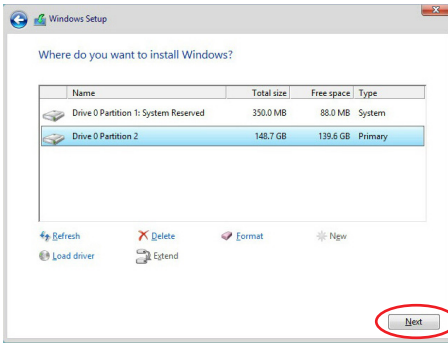 Windows Setup
Where do you want to install Windows?
Name Total size Free space Type
Drive 0 Partition 1: System Reserved 350.0 MB 88.0 MB System
Drive 0 Partition 2 148.7 GB 139.6 GB Primary
Refresh Delete Format New
Load driver Extend
Next